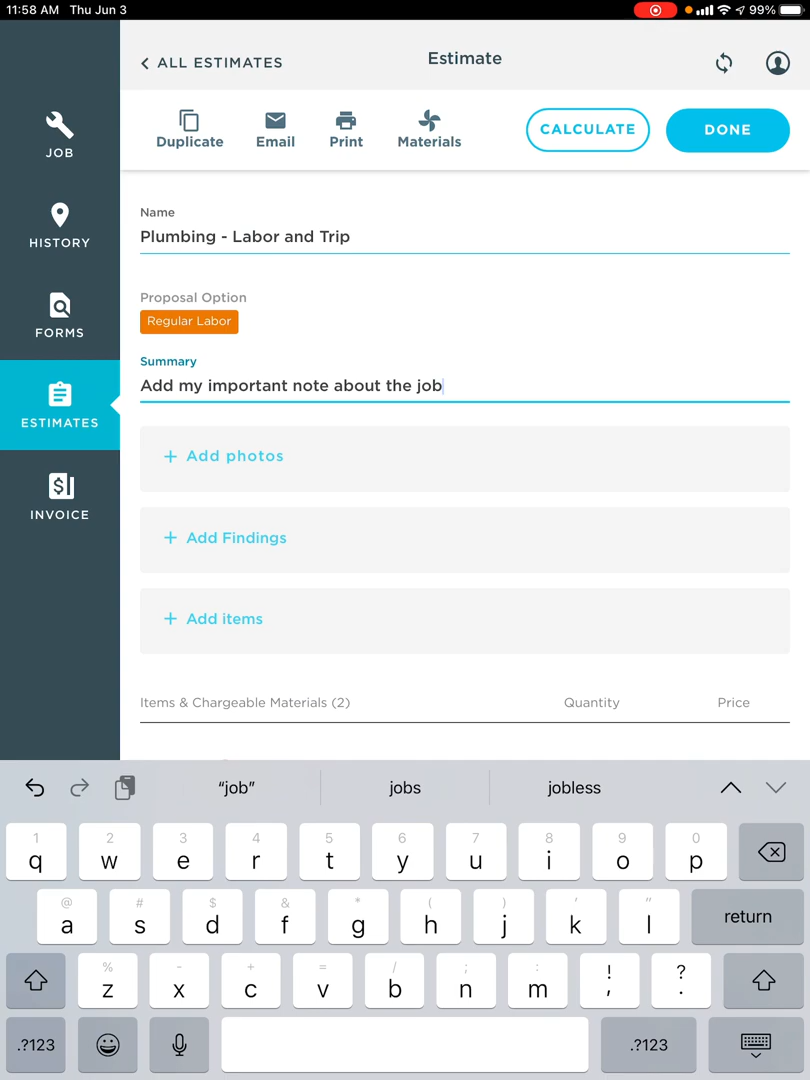 11:58 AM Thu Jun 3 99%
ALL ESTIMATES
Estimate
Duplicate Email Print Materials CALCULATE DONE
JOB
HISTORY
FORMS
ESTIMATES
INVOICE
Name
Plumbing - Labor and Trip
Proposal Option
Regular Labor
Summary
Add my important note about the job
+ Add photos
+ Add Findings
+ Add items
Items & Chargeable Materials (2) Quantity Price
“job” jobs jobless
1 2 3 4 5 6 7 8 9 0
q w e r t y u i o p
@ # $ & * ( ) ' "
a s d f g h j k l return
% - + = / ; : ! ?
z x c v b n m , .
.?123 .?123